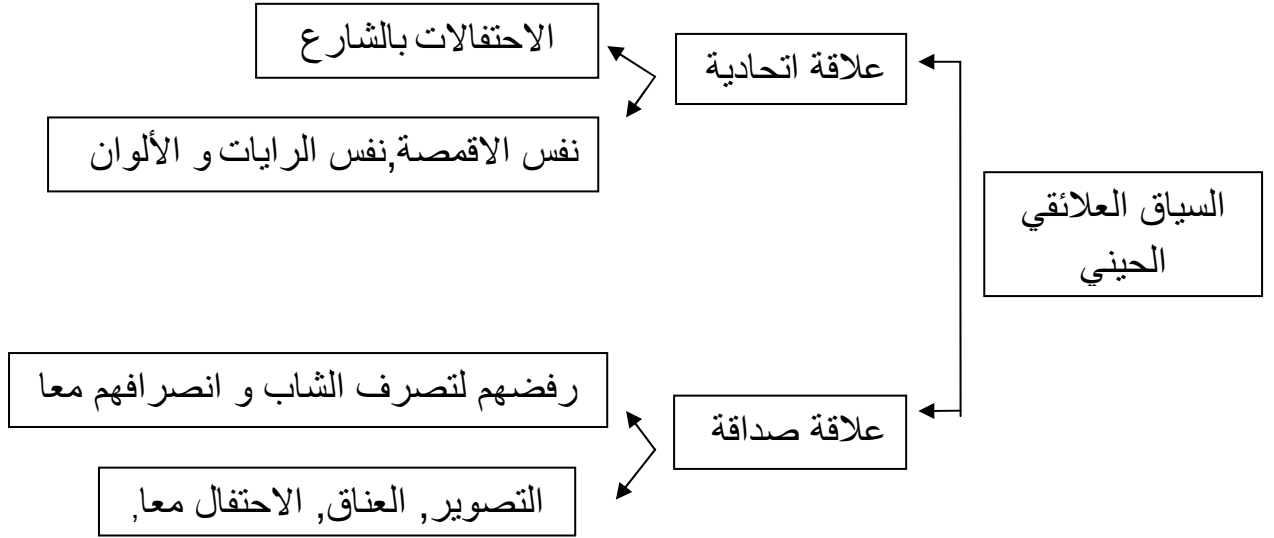 الاحتفالات بالشارع
علاقة اتحادية
نفس الاقمصة,نفس الرايات و الألوان
السياق العلائقي
الحيني
رفضهم لتصرف الشاب و انصرافهم معا
علاقة صداقة
التصوير, العناق, الاحتفال معا,